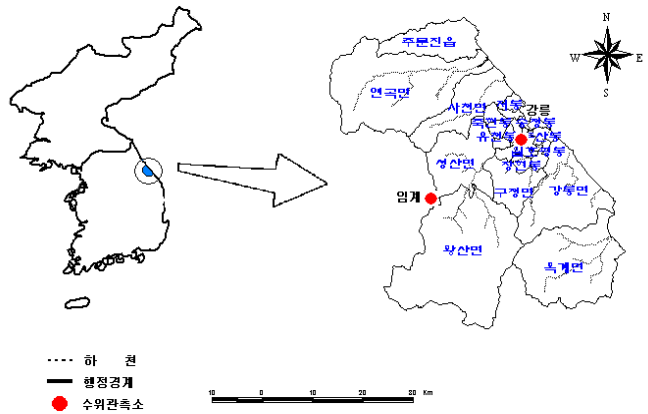 N
W E
S
주문진읍
연곡면
사천면
강릉
성산면
임계
구정면
강동면
왕산면
옥계면
하 천
행정경계
수위관측소
10 0 10 20 30 Km